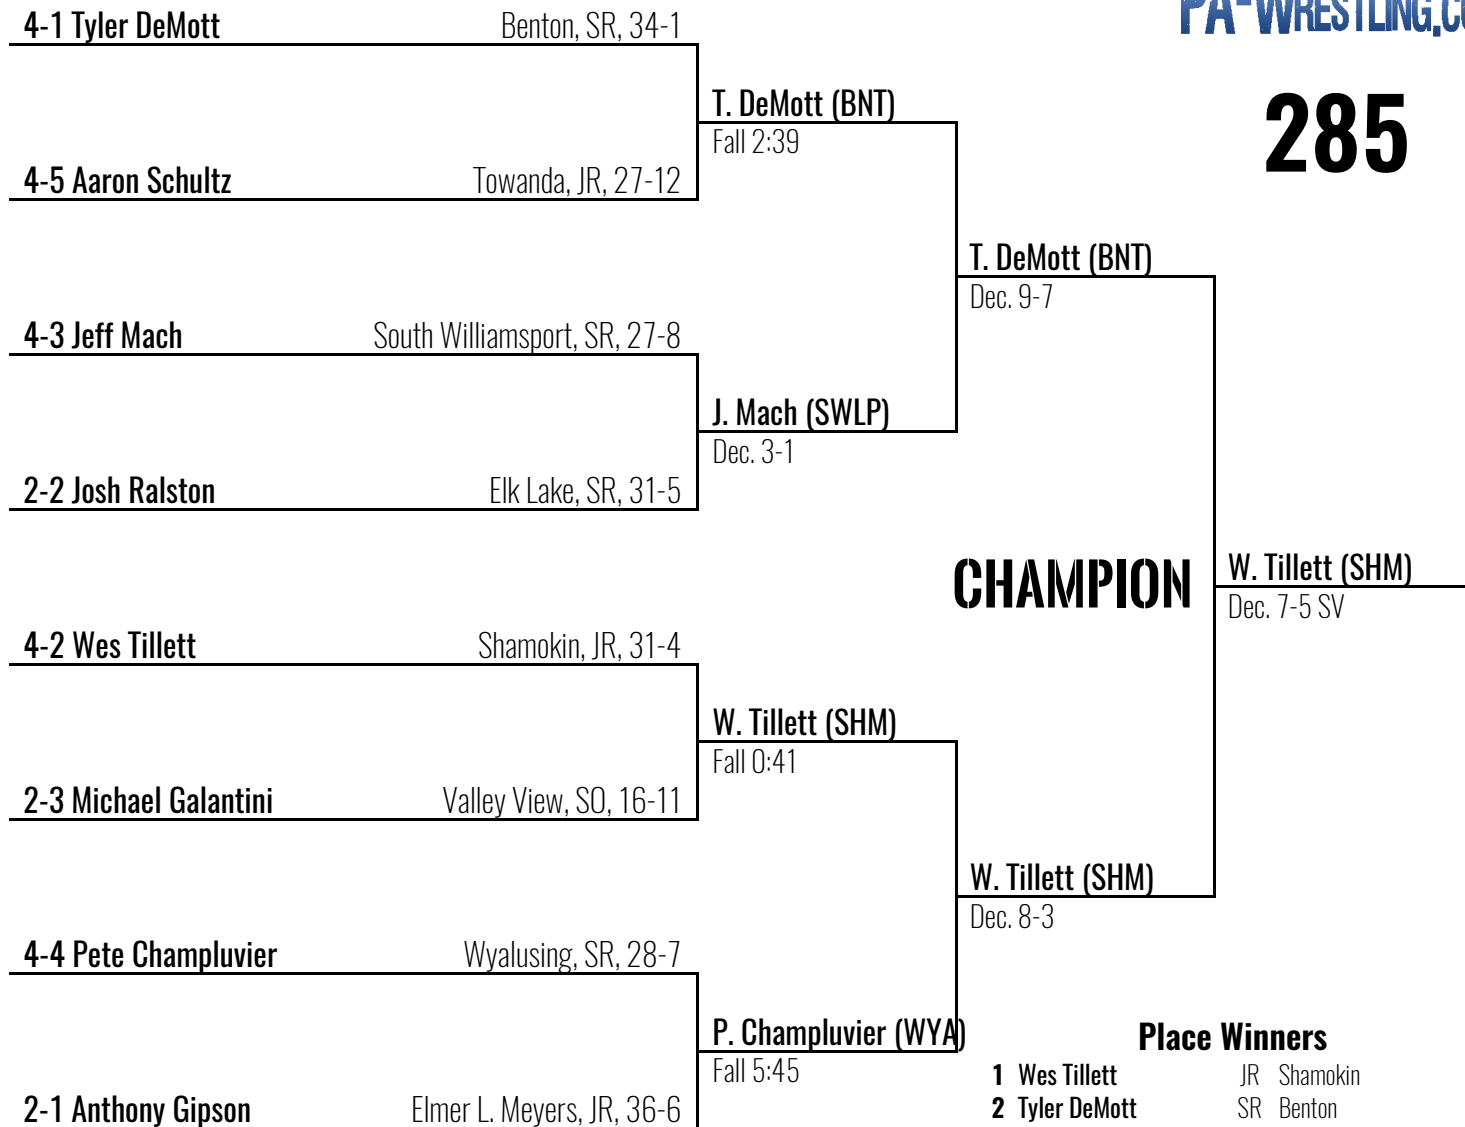 PA-WRESTLING.CO
285
4-1 Tyler DeMott Benton, SR, 34-1
T. DeMott (BNT)
Fall 2:39
4-5 Aaron Schultz Towanda, JR, 27-12
T. DeMott (BNT)
Dec. 9-7
4-3 Jeff Mach South Williamsport, SR, 27-8
J. Mach (SWLP)
Dec. 3-1
2-2 Josh Ralston Elk Lake, SR, 31-5
CHAMPION
W. Tillett (SHM)
Dec. 7-5 SV
4-2 Wes Tillett Shamokin, JR, 31-4
W. Tillett (SHM)
Fall 0:41
2-3 Michael Galantini Valley View, SO, 16-11
W. Tillett (SHM)
Dec. 8-3
4-4 Pete Champluvier Wyalusing, SR, 28-7
P. Champluvier (WYA)
Fall 5:45
2-1 Anthony Gipson Elmer L. Meyers, JR, 36-6
Place Winners
1 Wes Tillett JR Shamokin
2 Tyler DeMott SR Benton